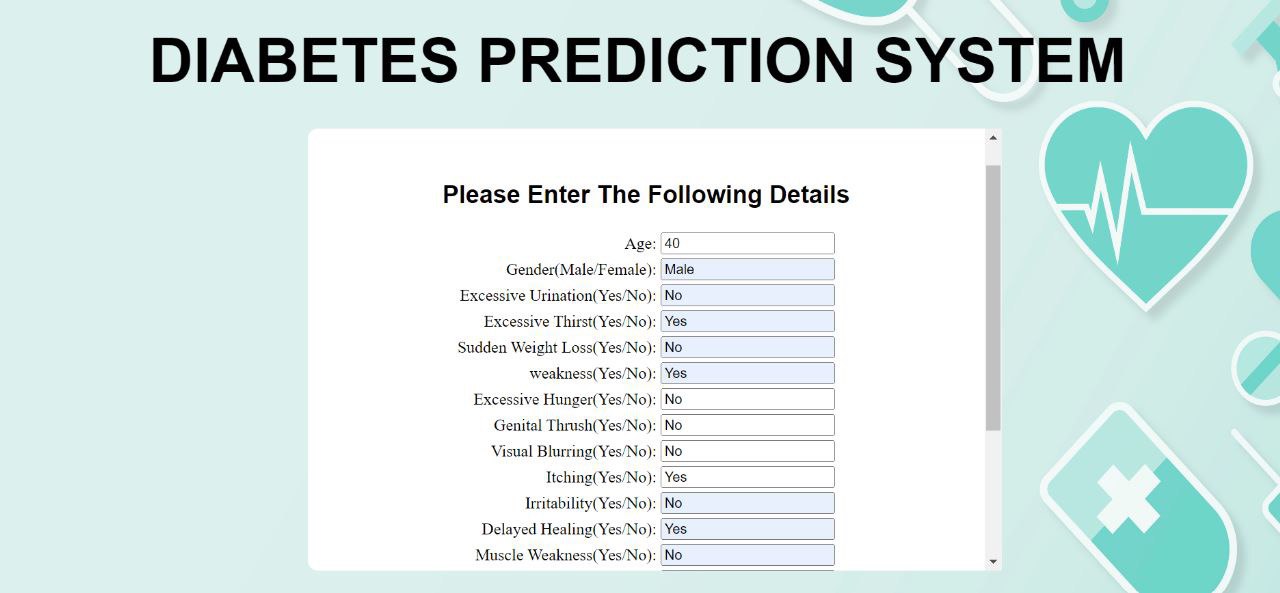 DIABETES PREDICTION SYSTEM
Please Enter The Following Details
Age: 40
Gender(Male/Female): Male
Excessive Urination(Yes/No): No
Excessive Thirst(Yes/No): Yes
Sudden Weight Loss(Yes/No): No
weakness(Yes/No): Yes
Excessive Hunger(Yes/No): No
Genital Thrush(Yes/No): No
Visual Blurring(Yes/No): No
Itching(Yes/No): Yes
Irritability(Yes/No): No
Delayed Healing(Yes/No): Yes
Muscle Weakness(Yes/No): No